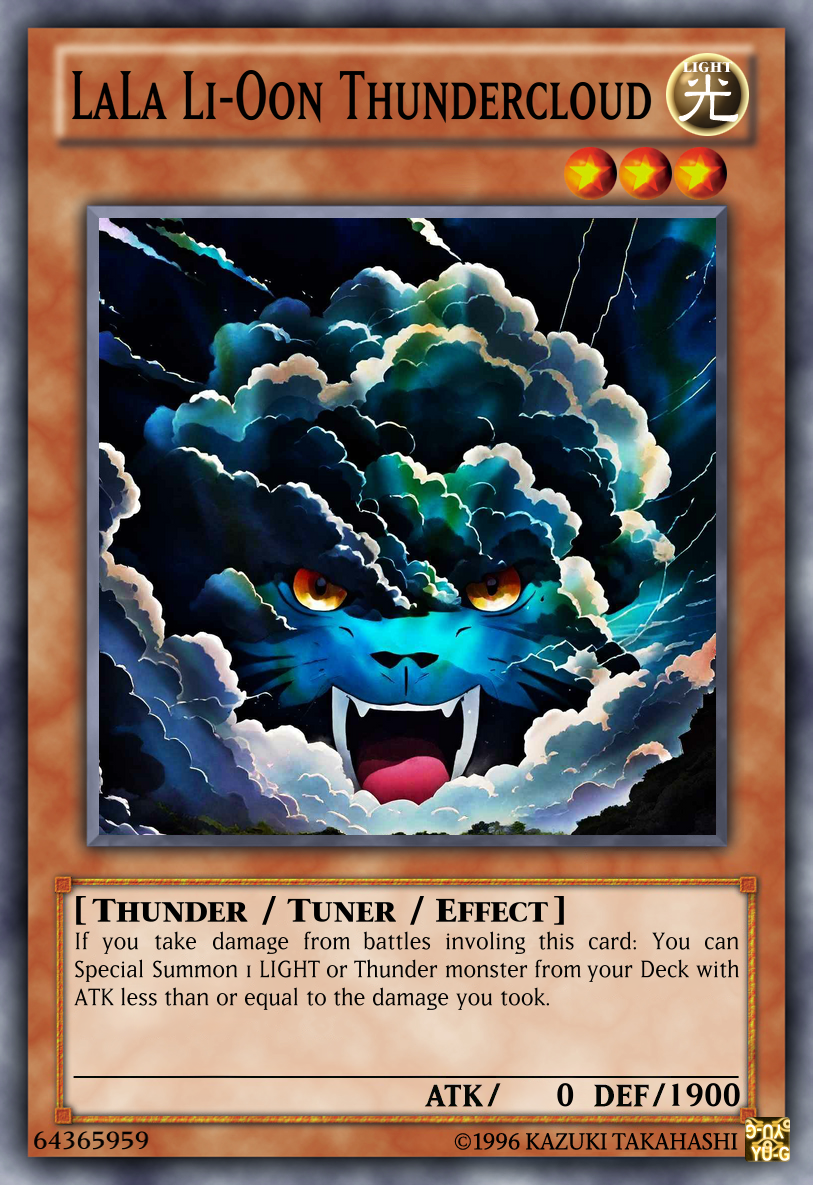 LaLa Li-Oon Thundercloud
LIGHT
光
[ Thunder / Tuner / Effect ]
If you take damage from battles involing this card: You can
Special Summon 1 LIGHT or Thunder monster from your Deck with
ATK less than or equal to the damage you took.
ATK/ 0 DEF/1900
64365959
©1996 KAZUKI TAKAHASHI